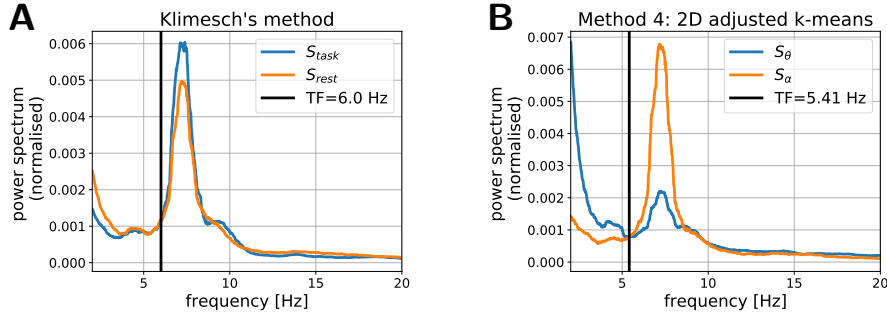 A
Klimesch's method
0.006
0.005
0.004
0.003
0.002
0.001
0.000
power spectrum
(normalised)
S_task
S_rest
TF=6.0 Hz
5
10
15
20
frequency [Hz]
B
Method 4: 2D adjusted k-means
0.007
0.006
0.005
0.004
0.003
0.002
0.001
0.000
power spectrum
(normalised)
S_θ
S_α
TF=5.41 Hz
5
10
15
20
frequency [Hz]